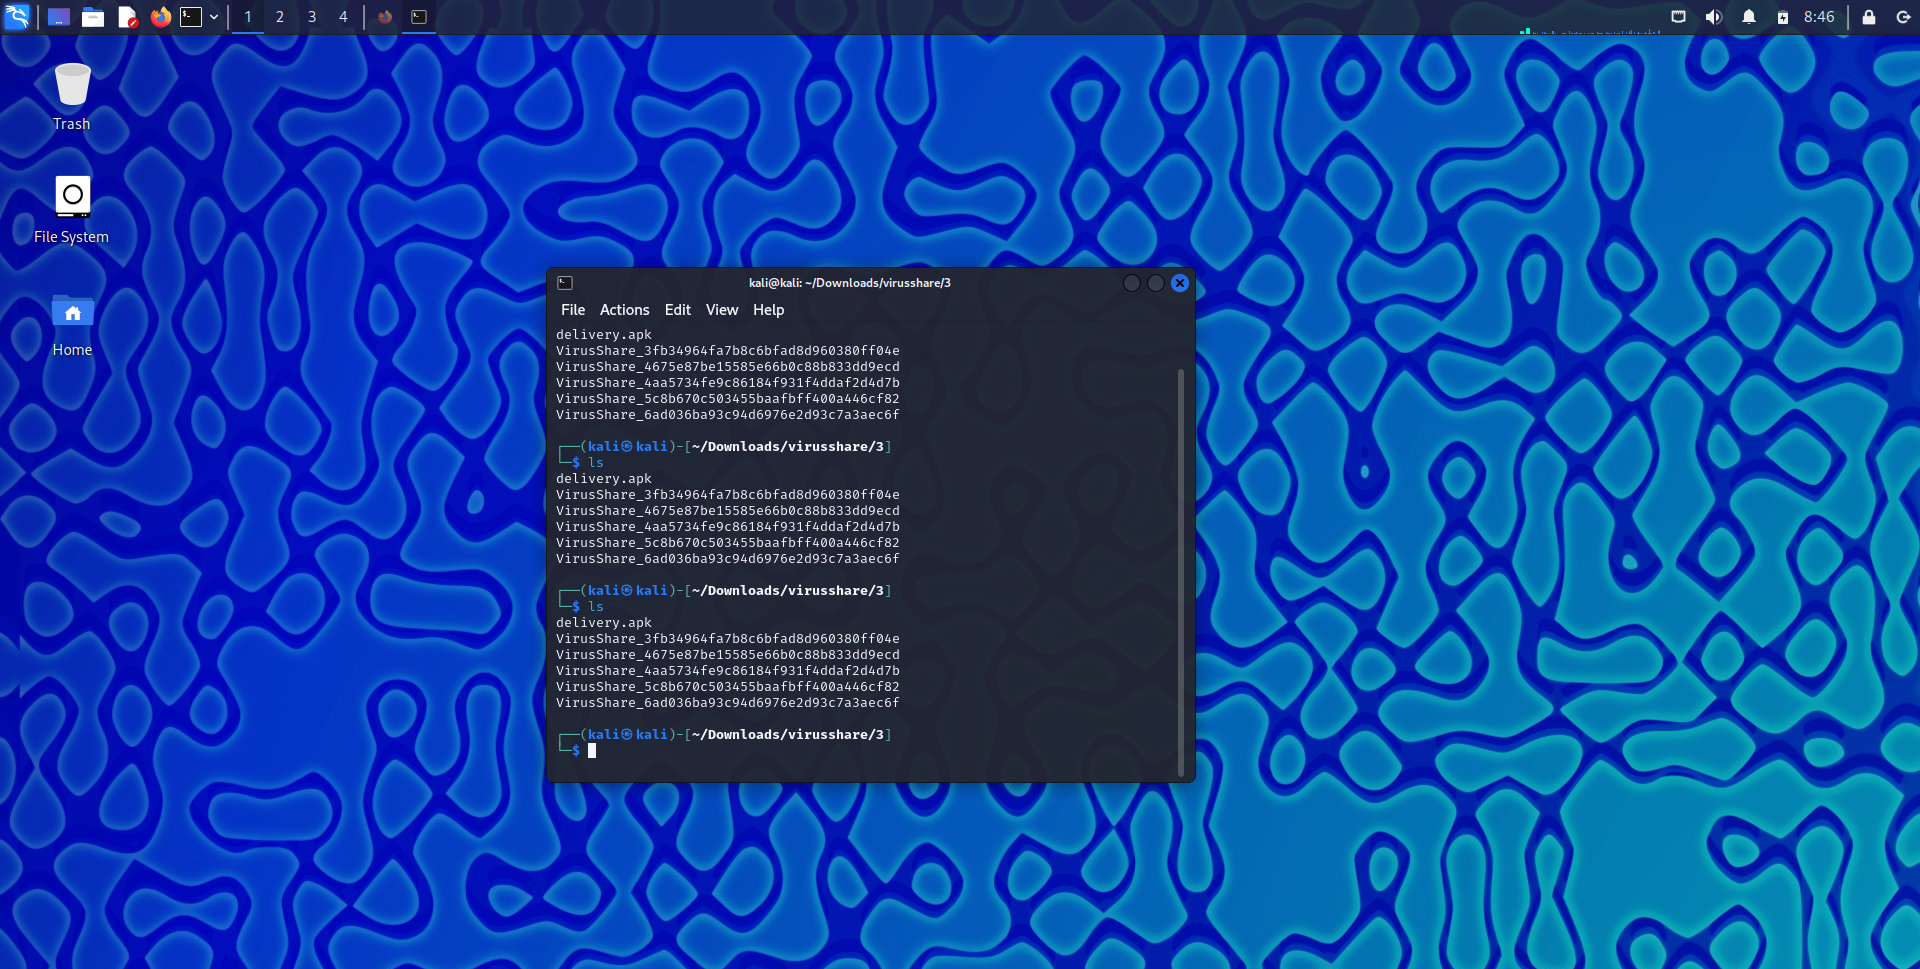 1 2 3 4
8:46
Trash
File System
Home
kali@kali: ~/Downloads/virusshare/3
File Actions Edit View Help
delivery.apk
VirusShare_3fb34964fa7b8c6bfad8d960380ff04e
VirusShare_4675e87be15585e66b0c88b833dd9ecd
VirusShare_4aa5734fe9c86184f931f4ddaf2d4d7b
VirusShare_5c8b670c503455baafbff400a446cf82
VirusShare_6ad036ba93c94d6976e2d93c7a3aec6f
┌──(kali㉿kali)-[~/Downloads/virusshare/3]
└─$ ls
delivery.apk
VirusShare_3fb34964fa7b8c6bfad8d960380ff04e
VirusShare_4675e87be15585e66b0c88b833dd9ecd
VirusShare_4aa5734fe9c86184f931f4ddaf2d4d7b
VirusShare_5c8b670c503455baafbff400a446cf82
VirusShare_6ad036ba93c94d6976e2d93c7a3aec6f
┌──(kali㉿kali)-[~/Downloads/virusshare/3]
└─$ ls
delivery.apk
VirusShare_3fb34964fa7b8c6bfad8d960380ff04e
VirusShare_4675e87be15585e66b0c88b833dd9ecd
VirusShare_4aa5734fe9c86184f931f4ddaf2d4d7b
VirusShare_5c8b670c503455baafbff400a446cf82
VirusShare_6ad036ba93c94d6976e2d93c7a3aec6f
┌──(kali㉿kali)-[~/Downloads/virusshare/3]
└─$